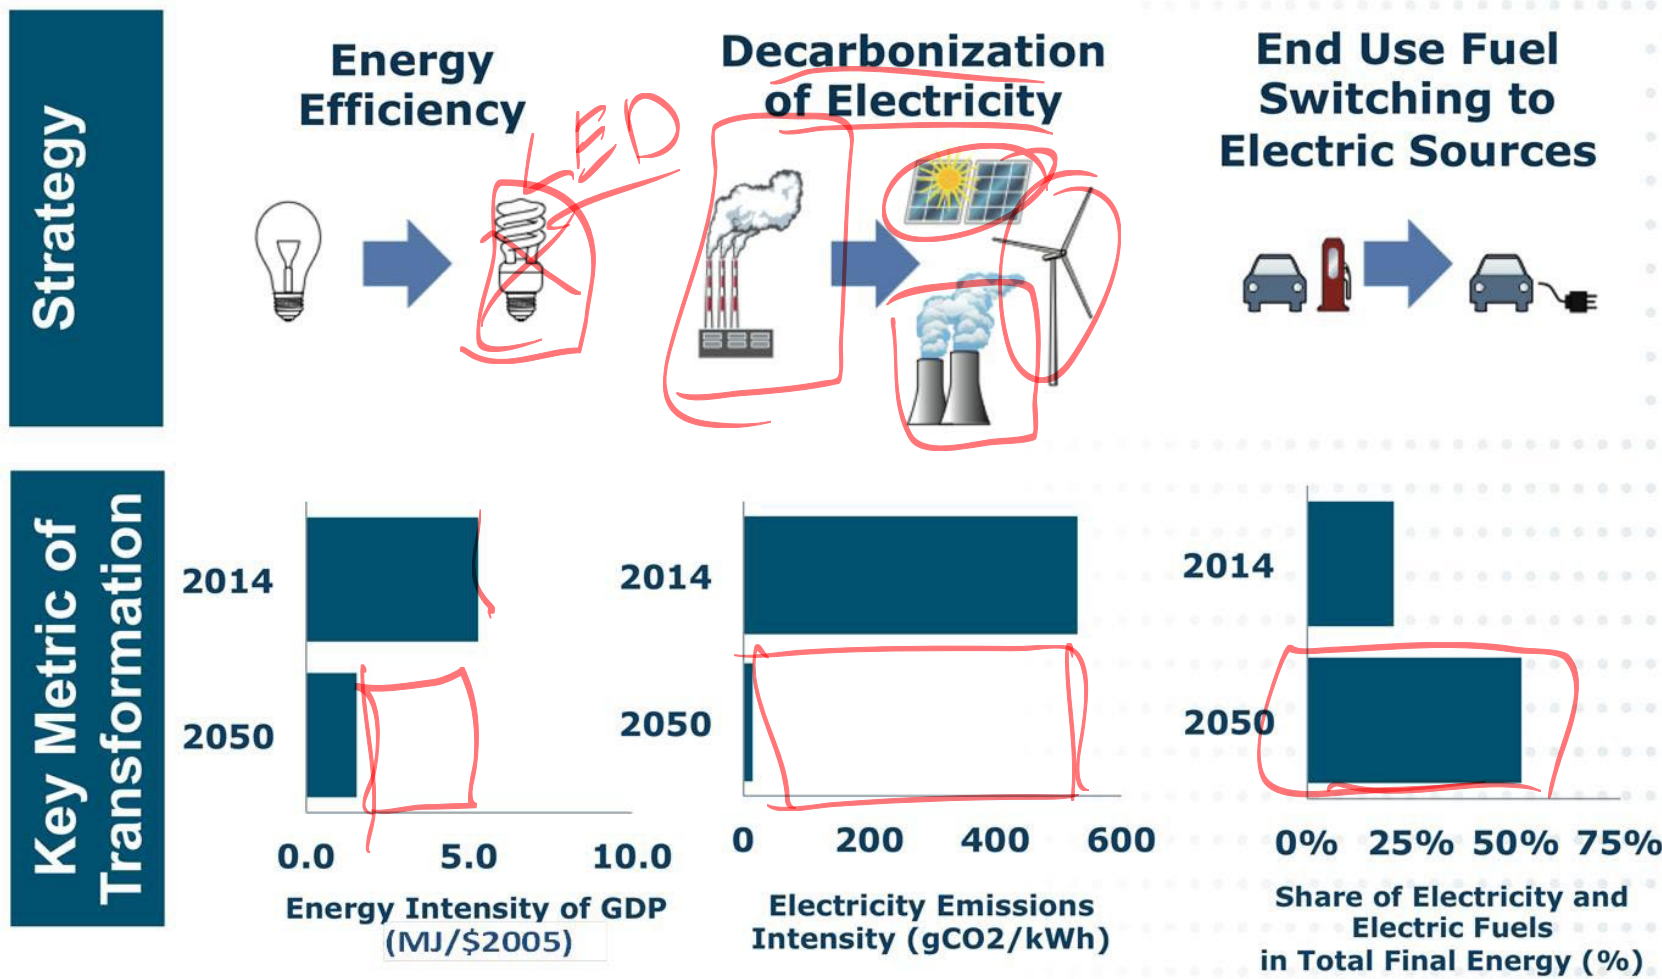 Strategy
Energy
Efficiency
LED
Decarbonization
of Electricity
End Use Fuel
Switching to
Electric Sources
Key Metric of
Transformation
2014
2050
0.0 5.0 10.0
Energy Intensity of GDP
(MJ/$2005)
2014
2050
0 200 400 600
Electricity Emissions
Intensity (gCO2/kWh)
2014
2050
0% 25% 50% 75%
Share of Electricity and
Electric Fuels
in Total Final Energy (%)